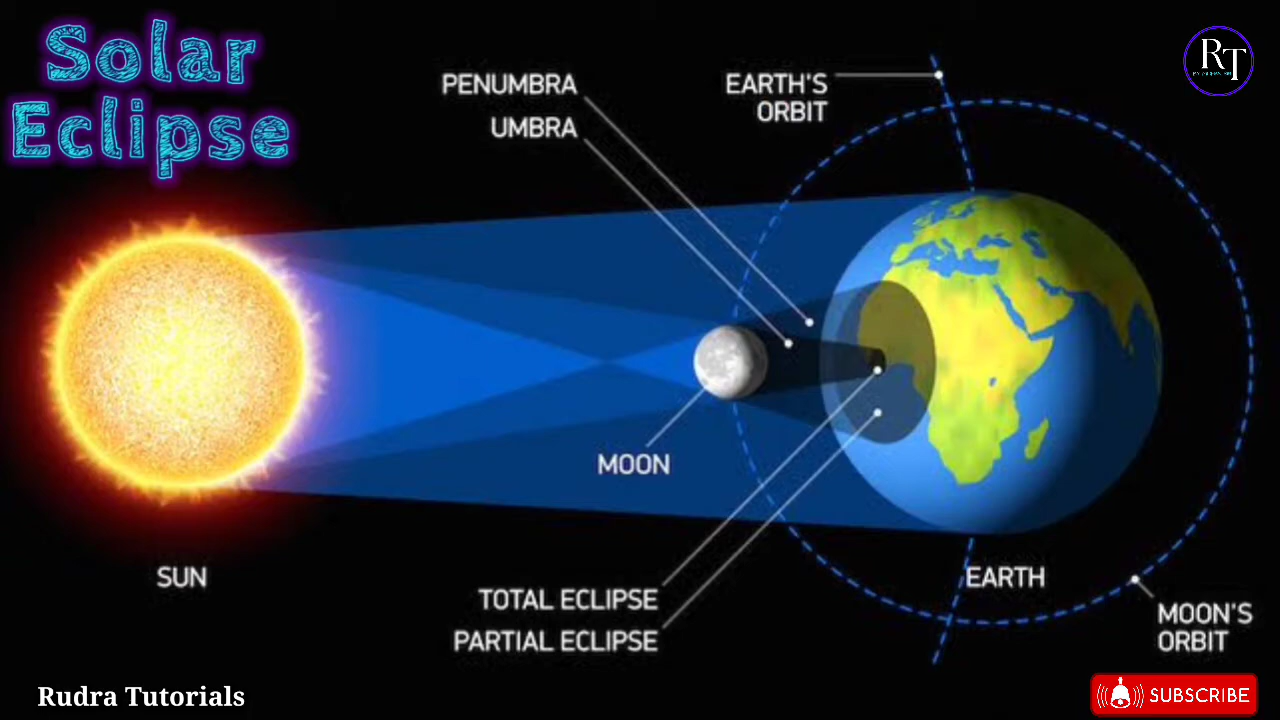 Solar
Eclipse
PENUMBRA
UMBRA
EARTH'S
ORBIT
RT
MOON
SUN
TOTAL ECLIPSE
PARTIAL ECLIPSE
EARTH
MOON'S
ORBIT
Rudra Tutorials
SUBSCRIBE